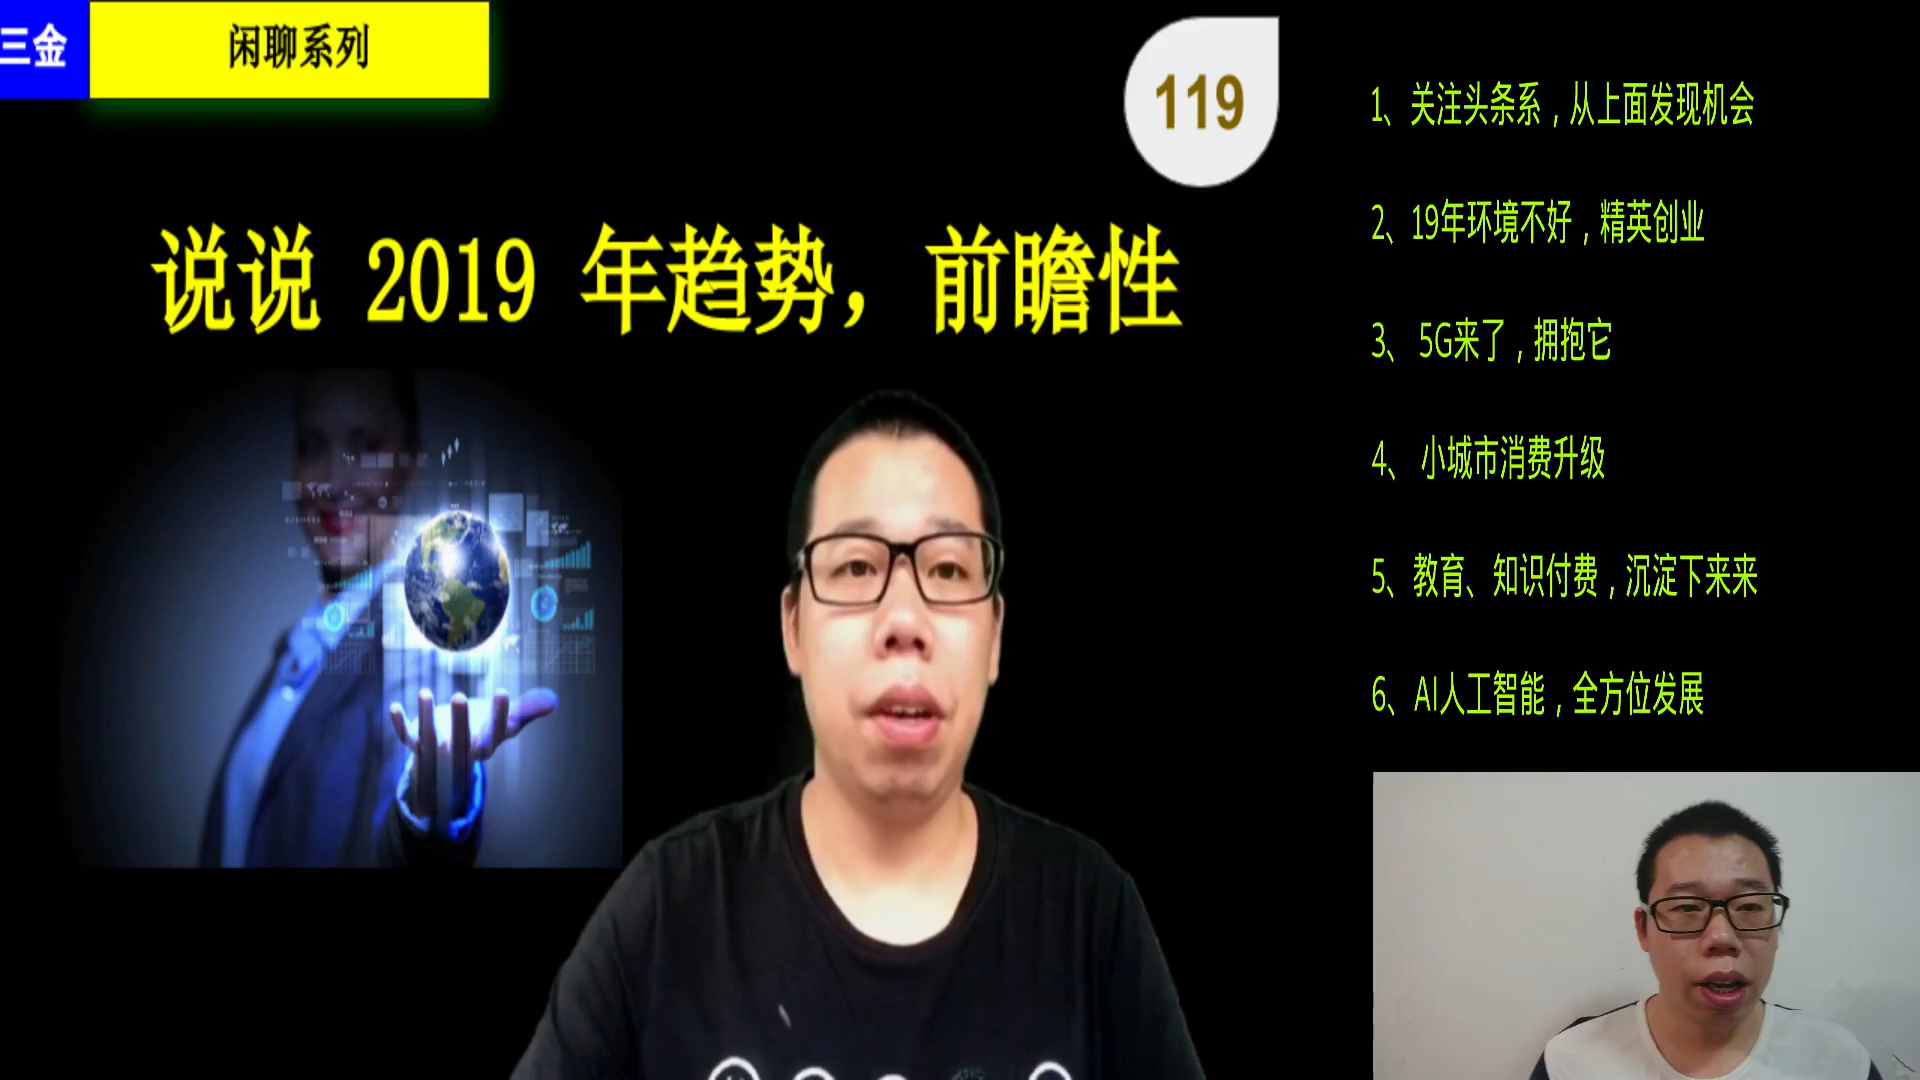 三金
闲聊系列
119
说说 2019 年趋势，前瞻性
1、关注头条系，从上面发现机会
2、19年环境不好，精英创业
3、 5G来了，拥抱它
4、 小城市消费升级
5、教育、知识付费，沉淀下来来
6、AI人工智能，全方位发展